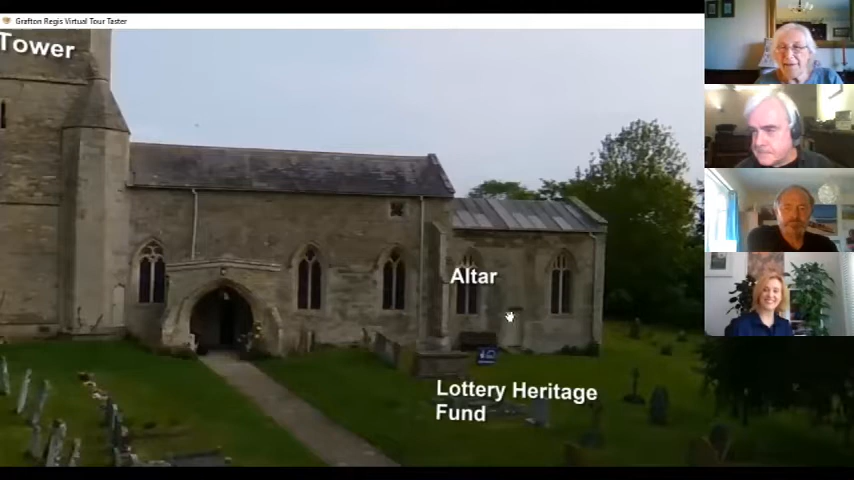 Grafton Regis Virtual Tour Taster
Tower
Altar
Lottery Heritage
Fund